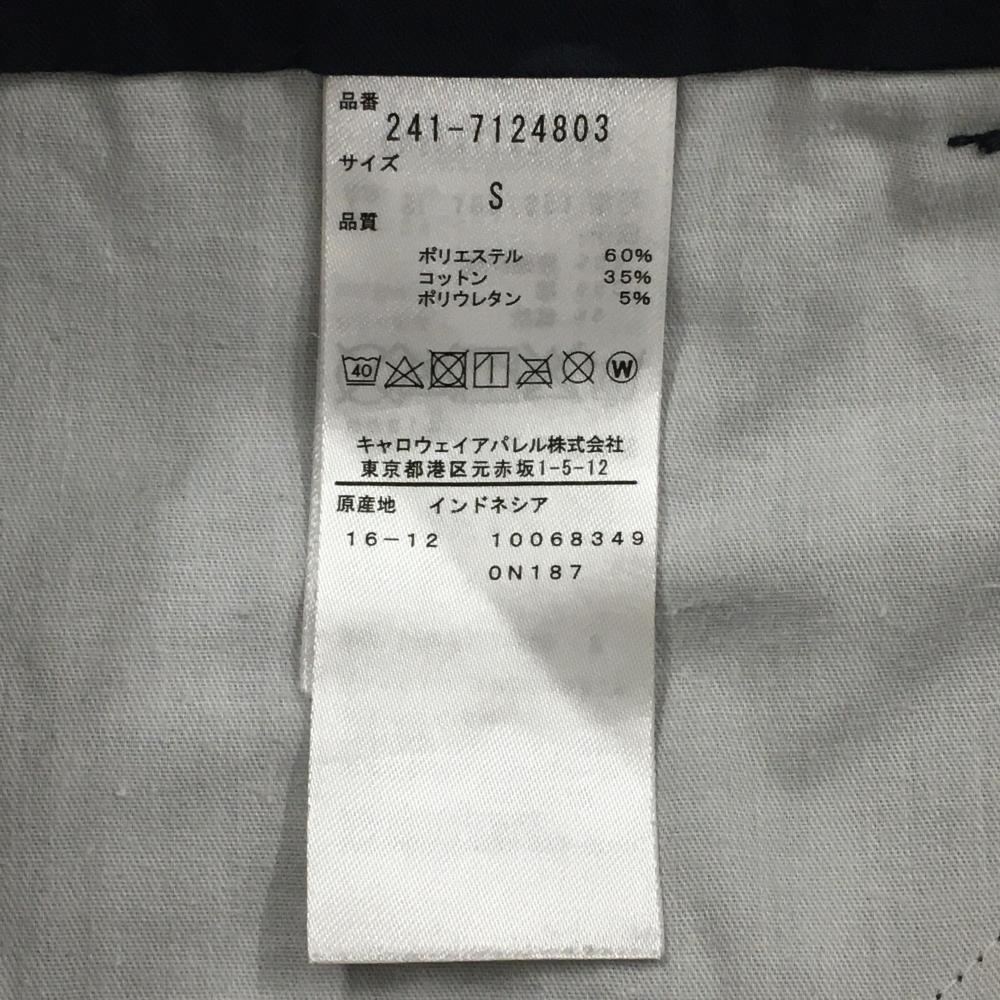 品番
241-7124803
サイズ
S
品質
ポリエステル 60%
コットン 35%
ポリウレタン 5%
40 W
キャロウェイアパレル株式会社
東京都港区元赤坂1-5-12
原産地 インドネシア
16-12 10068349
0N187